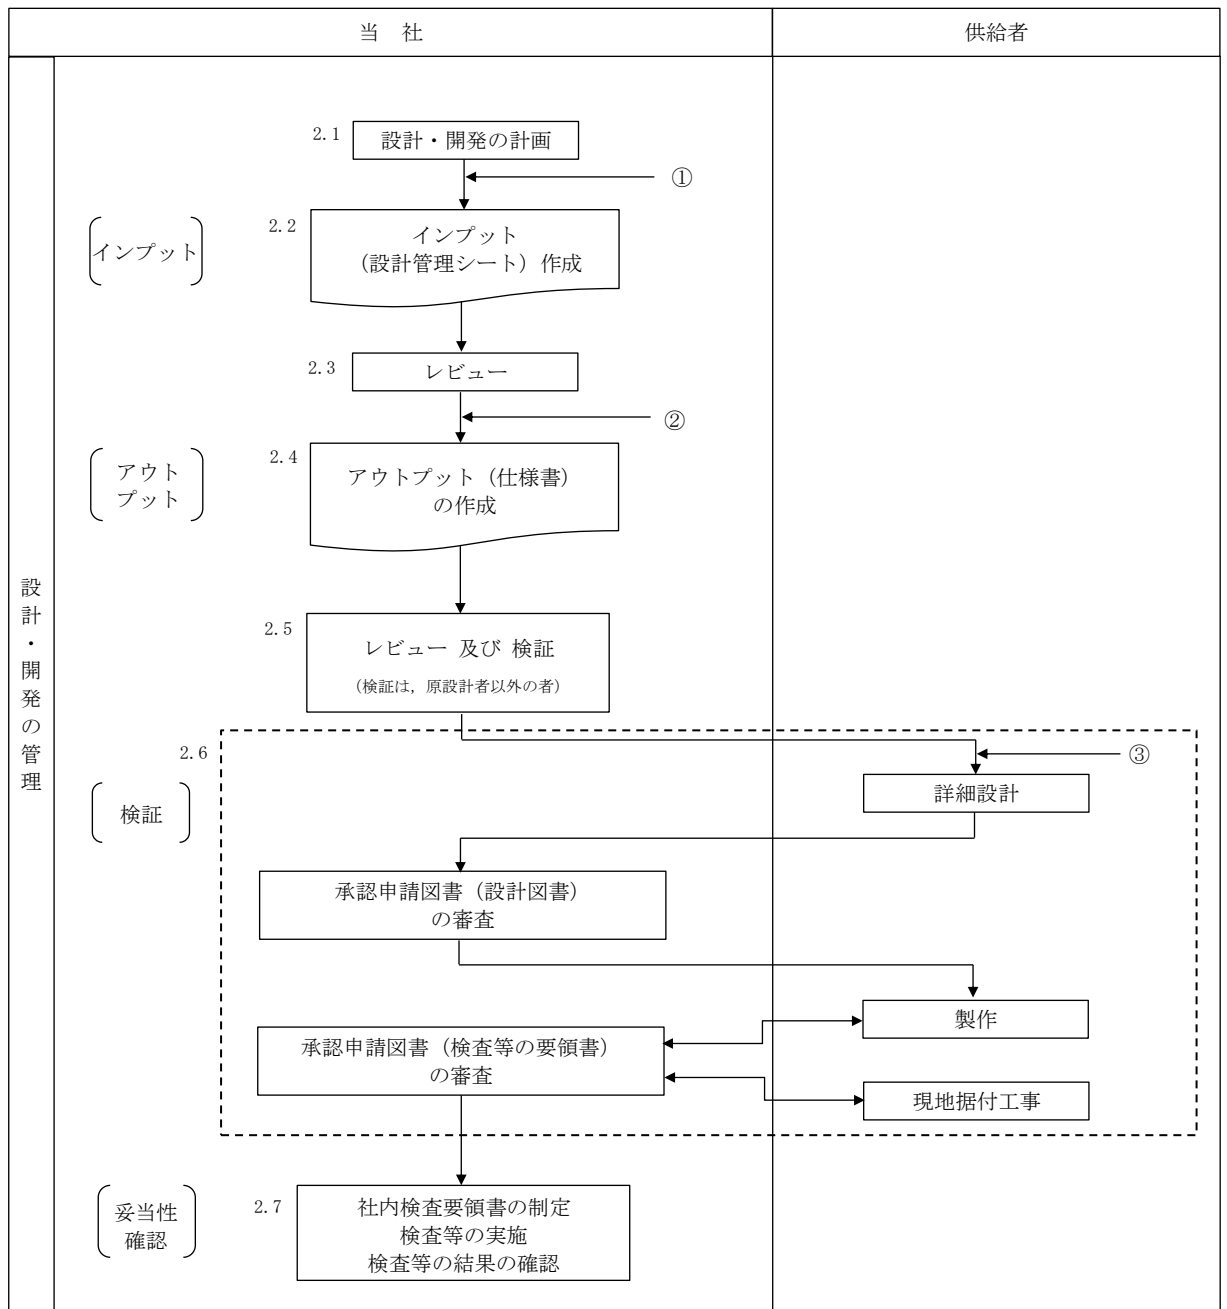 当 社
供給者
設計・開発の管理
2.1
設計・開発の計画
①
インプット
2.2
インプット
（設計管理シート）作成
2.3
レビュー
②
アウト
プット
2.4
アウトプット（仕様書）
の作成
2.5
レビュー 及び 検証
（検証は，原設計者以外の者）
2.6
③
検証
詳細設計
承認申請図書（設計図書）
の審査
製作
承認申請図書（検査等の要領書）
の審査
現地据付工事
妥当性
確認
2.7
社内検査要領書の制定
検査等の実施
検査等の結果の確認